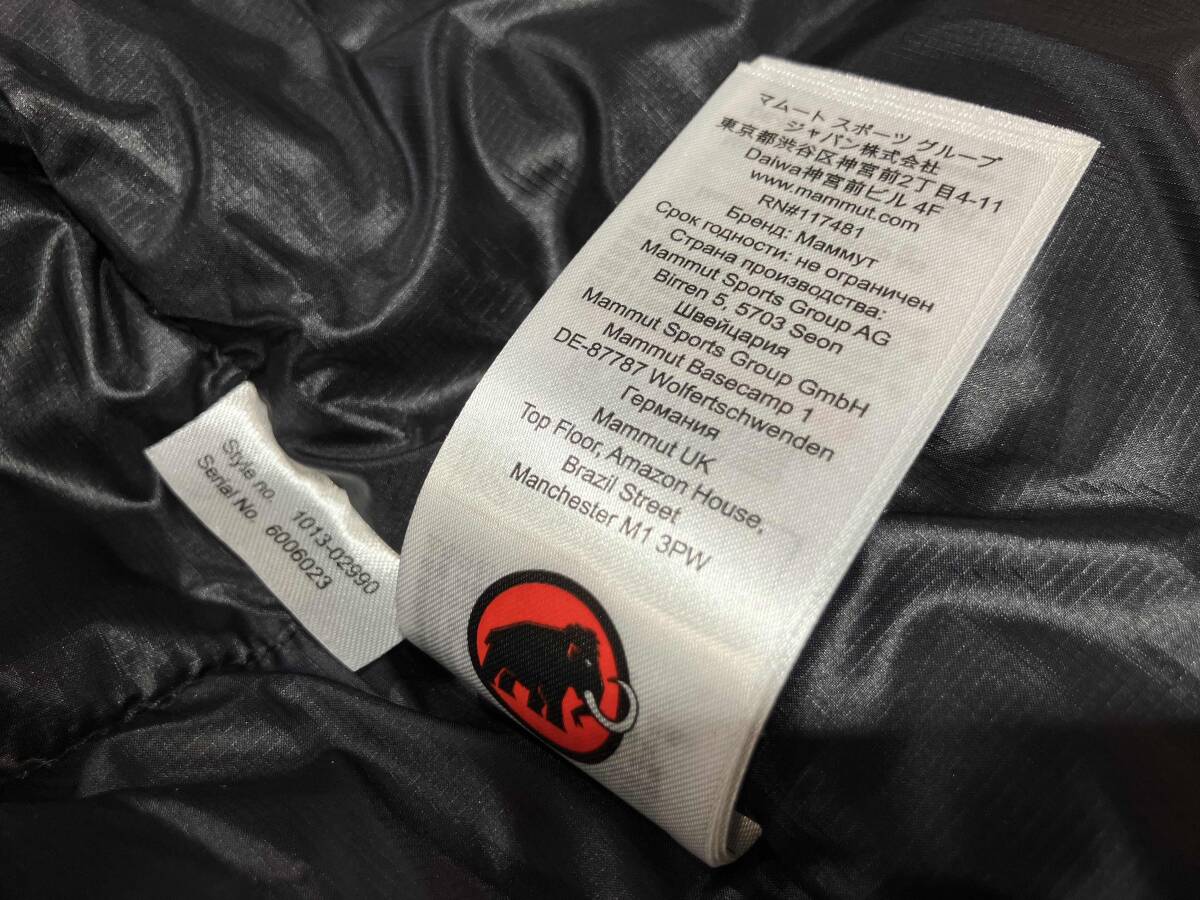 マムート スポーツ グループ
ジャパン株式会社
東京都渋谷区神宮前2丁目4-11
Daiwa神宮前ビル 4F
www.mammut.com
RN#117481
Бренд: Маммут
Срок годности: не ограничен
Страна производства:
Mammut Sports Group AG
Birren 5, 5703 Seon
Швейцария
Mammut Sports Group GmbH
Mammut Basecamp 1
DE-87787 Wolfertschwenden
Германия
Mammut UK
Top Floor, Amazon House,
Brazil Street
Manchester M1 3PW
Style no. 1013-02990
Serial No. 6006023